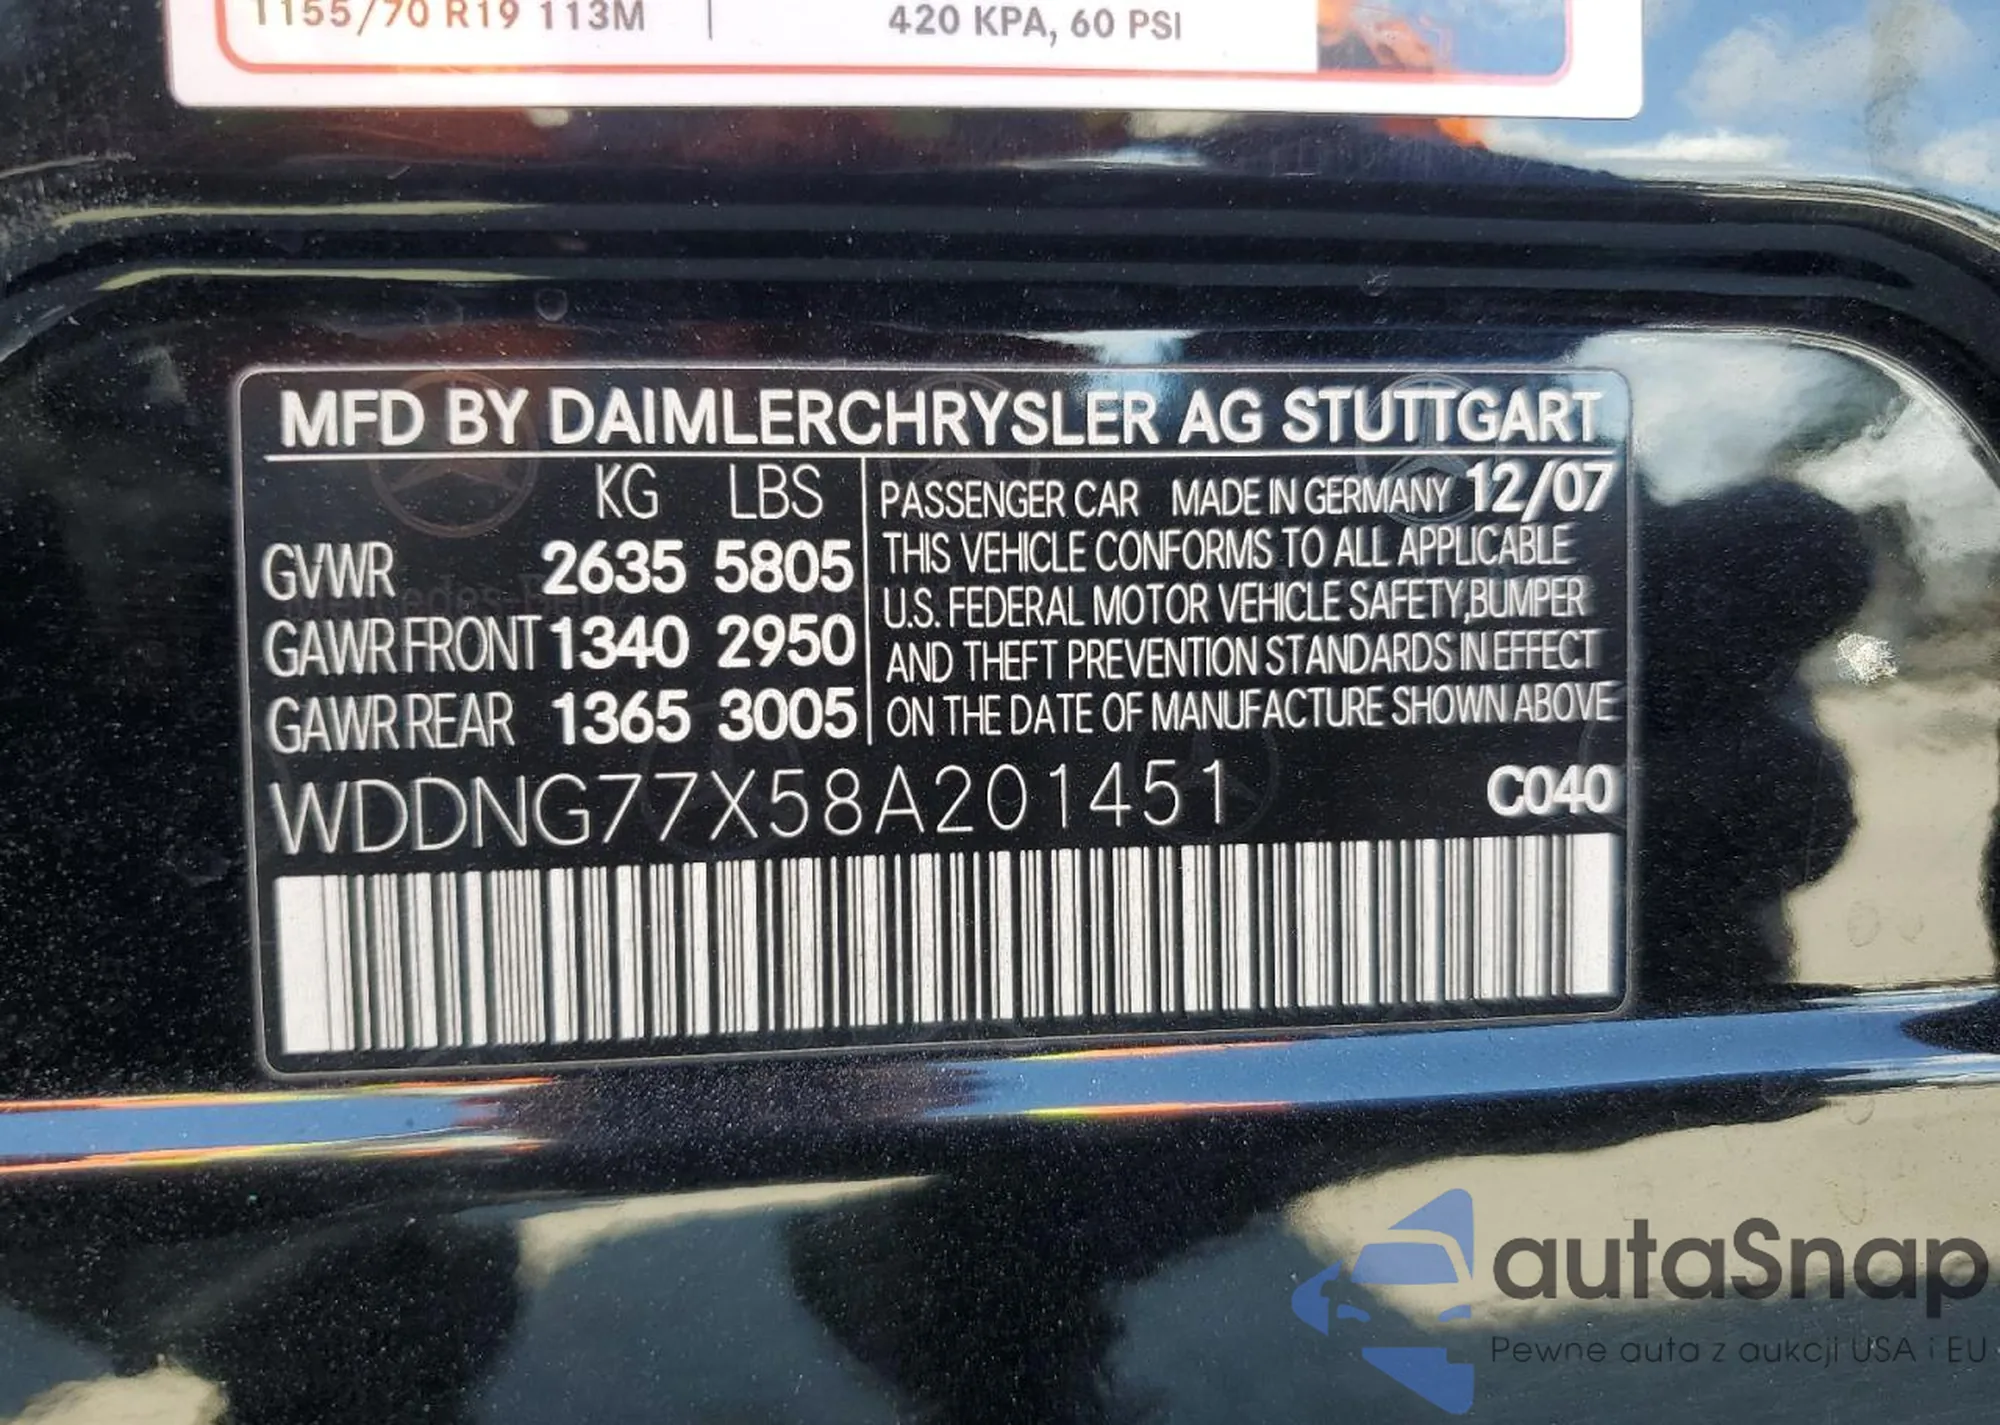 1155/70 R19 113M 420 KPA, 60 PSI
MFD BY DAIMLERCHRYSLER AG STUTTGART
KG LBS
GVWR 2635 5805
GAWR FRONT 1340 2950
GAWR REAR 1365 3005
PASSENGER CAR MADE IN GERMANY 12/07
THIS VEHICLE CONFORMS TO ALL APPLICABLE
U.S. FEDERAL MOTOR VEHICLE SAFETY,BUMPER
AND THEFT PREVENTION STANDARDS IN EFFECT
ON THE DATE OF MANUFACTURE SHOWN ABOVE
WDDNG77X58A201451 C040
autaSnap
Pewne auta z aukcji USA i EU